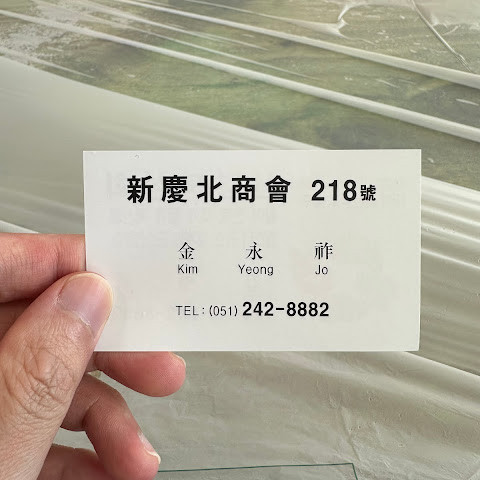 新慶北商會 218號
金 永 祚
Kim Yeong Jo
TEL:(051) 242-8882